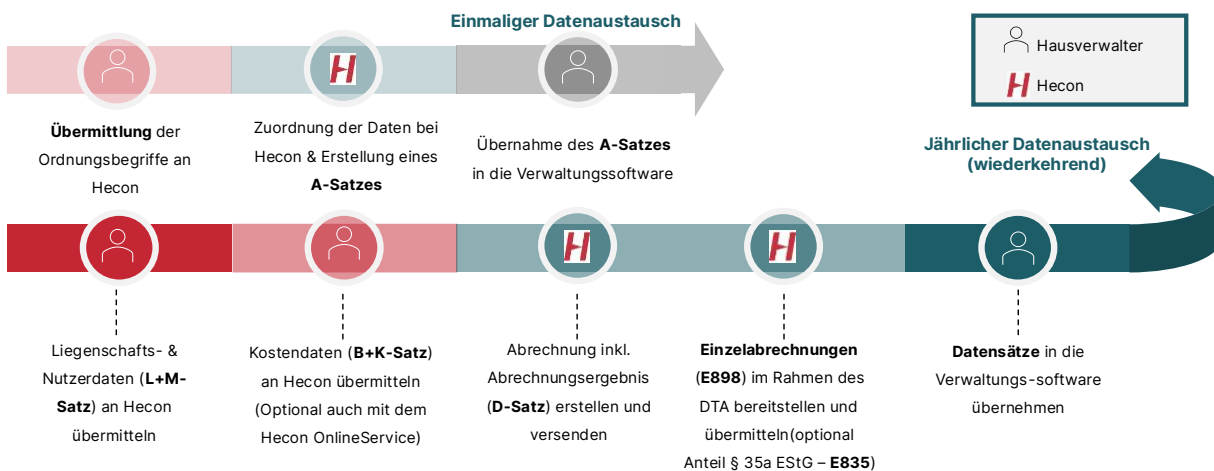 Einmaliger Datenaustausch
Hausverwalter
Hecon
Übermittlung der
Ordnungsbegriffe an
Hecon
Zuordnung der Daten bei
Hecon & Erstellung eines
A-Satzes
Übernahme des A-Satzes
in die Verwaltungssoftware
Jährlicher Datenaustausch
(wiederkehrend)
Liegenschafts- &
Nutzerdaten (L+M-
Satz) an Hecon
übermitteln
Kostendaten (B+K-Satz)
an Hecon übermitteln
(Optional auch mit dem
Hecon OnlineService)
Abrechnung inkl.
Abrechnungsergebnis
(D-Satz) erstellen und
versenden
Einzelabrechnungen
(E898) im Rahmen des
DTA bereitstellen und
übermitteln(optional
Anteil § 35a EStG – E835)
Datensätze in die
Verwaltungs-software
übernehmen